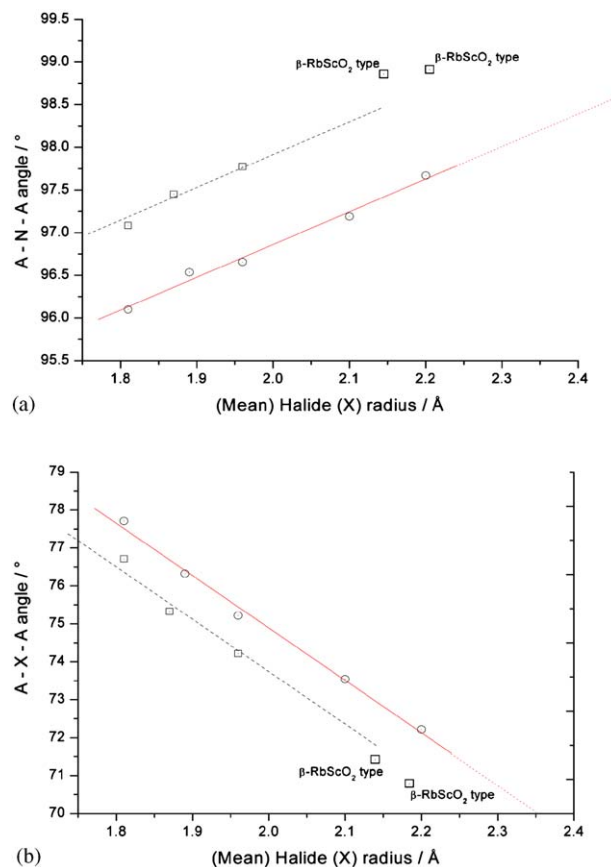 99.5
99.0
98.5
98.0
97.5
97.0
96.5
96.0
95.5
A - N - A angle / °
β-RbScO₂ type
β-RbScO₂ type
1.8 1.9 2.0 2.1 2.2 2.3 2.4
(a)
(Mean) Halide (X) radius / Å
79
78
77
76
75
74
73
72
71
70
A - X - A angle / °
β-RbScO₂ type
β-RbScO₂ type
1.8 1.9 2.0 2.1 2.2 2.3 2.4
(b)
(Mean) Halide (X) radius / Å